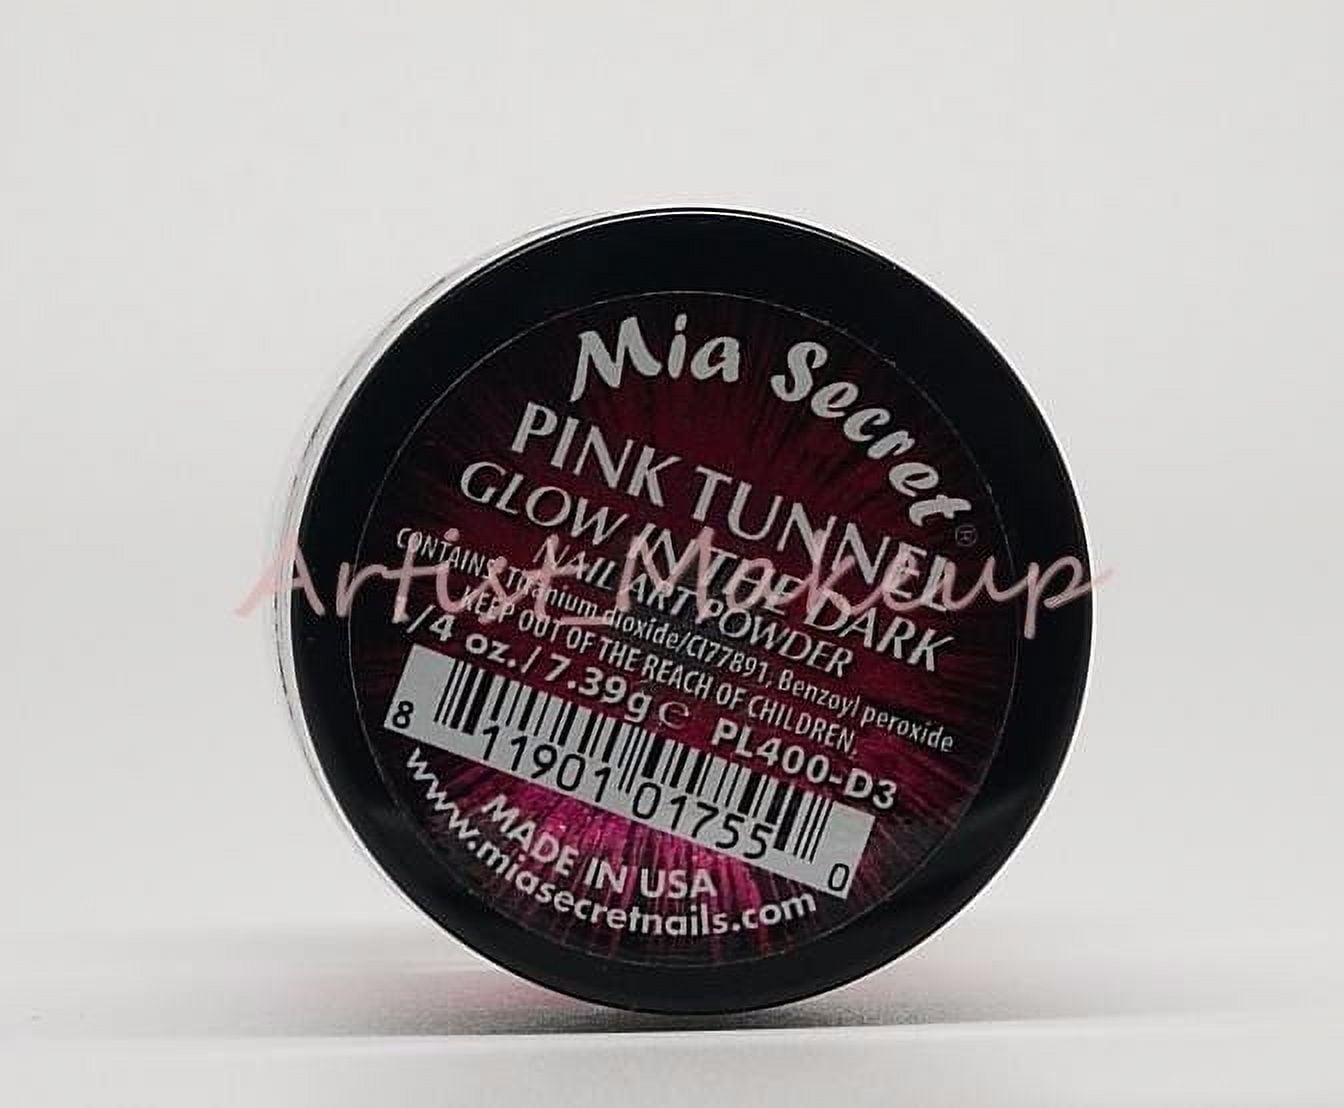 Mia Secret®
PINK TUNNEL
GLOW IN THE DARK
NAIL ART POWDER
CONTAINS: Titanium dioxide/CI77891, Benzoyl peroxide
KEEP OUT OF THE REACH OF CHILDREN.
1/4 oz./ 7.39g ℮ PL400-D3
8 11901 01755 0
MADE IN USA
www.miasecretnails.com
Artist_Makeup